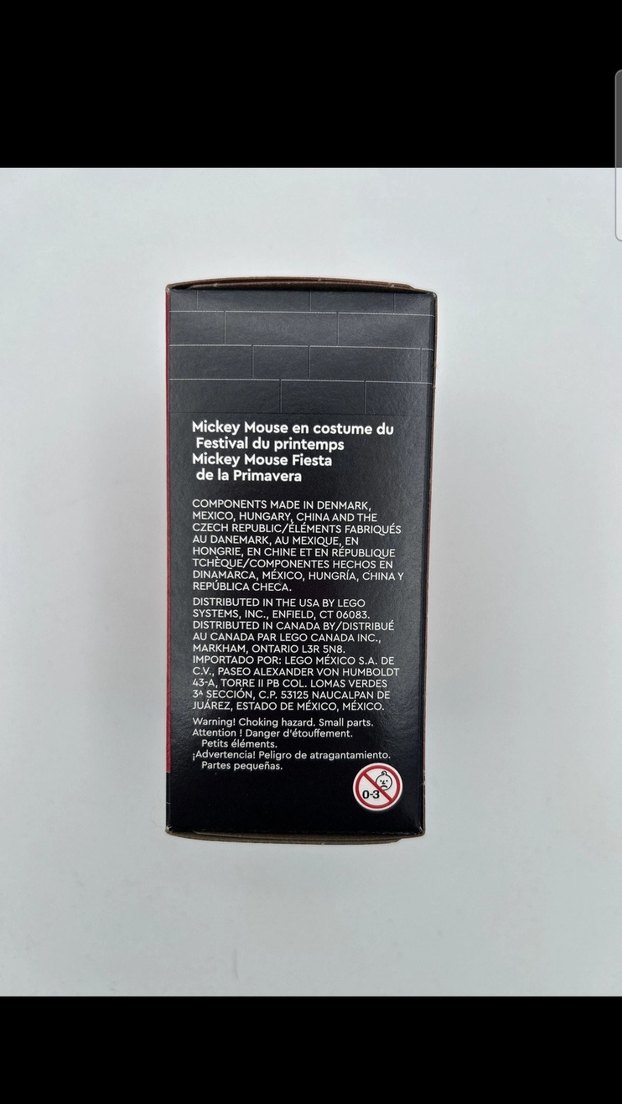 Mickey Mouse en costume du
Festival du printemps
Mickey Mouse Fiesta
de la Primavera
COMPONENTS MADE IN DENMARK,
MEXICO, HUNGARY, CHINA AND THE
CZECH REPUBLIC/ÉLÉMENTS FABRIQUÉS
AU DANEMARK, AU MEXIQUE, EN
HONGRIE, EN CHINE ET EN RÉPUBLIQUE
TCHÈQUE/COMPONENTES HECHOS EN
DINAMARCA, MÉXICO, HUNGRÍA, CHINA Y
REPÚBLICA CHECA.
DISTRIBUTED IN THE USA BY LEGO
SYSTEMS, INC., ENFIELD, CT 06083.
DISTRIBUTED IN CANADA BY/DISTRIBUÉ
AU CANADA PAR LEGO CANADA INC.,
MARKHAM, ONTARIO L3R 5N8.
IMPORTADO POR: LEGO MÉXICO S.A. DE
C.V., PASEO ALEXANDER VON HUMBOLDT
43-A, TORRE II PB COL. LOMAS VERDES
3ᴬ SECCIÓN, C.P. 53125 NAUCALPAN DE
JUÁREZ, ESTADO DE MÉXICO, MÉXICO.
Warning! Choking hazard. Small parts.
Attention ! Danger d'étouffement.
Petits éléments.
¡Advertencia! Peligro de atragantamiento.
Partes pequeñas.
0-3